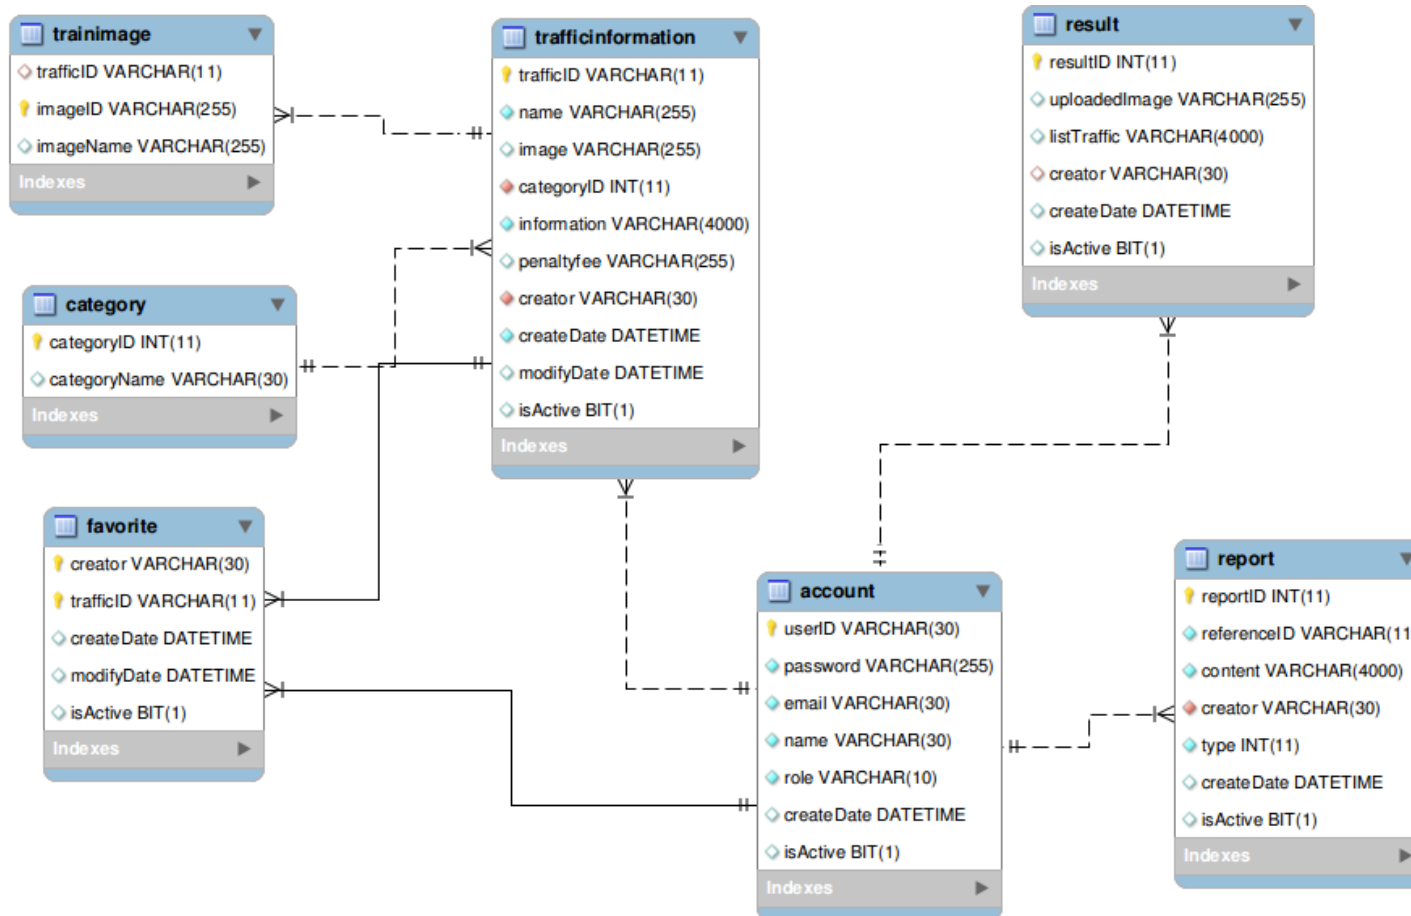 trainimage
trafficID VARCHAR(11)
imageID VARCHAR(255)
imageName VARCHAR(255)
Indexes
trafficinformation
trafficID VARCHAR(11)
name VARCHAR(255)
image VARCHAR(255)
categoryID INT(11)
information VARCHAR(4000)
penaltyfee VARCHAR(255)
creator VARCHAR(30)
createDate DATETIME
modifyDate DATETIME
isActive BIT(1)
Indexes
result
resultID INT(11)
uploadedImage VARCHAR(255)
listTraffic VARCHAR(4000)
creator VARCHAR(30)
createDate DATETIME
isActive BIT(1)
Indexes
category
categoryID INT(11)
categoryName VARCHAR(30)
Indexes
favorite
creator VARCHAR(30)
trafficID VARCHAR(11)
createDate DATETIME
modifyDate DATETIME
isActive BIT(1)
Indexes
account
userID VARCHAR(30)
password VARCHAR(255)
email VARCHAR(30)
name VARCHAR(30)
role VARCHAR(10)
createDate DATETIME
isActive BIT(1)
Indexes
report
reportID INT(11)
referenceID VARCHAR(11
content VARCHAR(4000)
creator VARCHAR(30)
type INT(11)
createDate DATETIME
isActive BIT(1)
Indexes